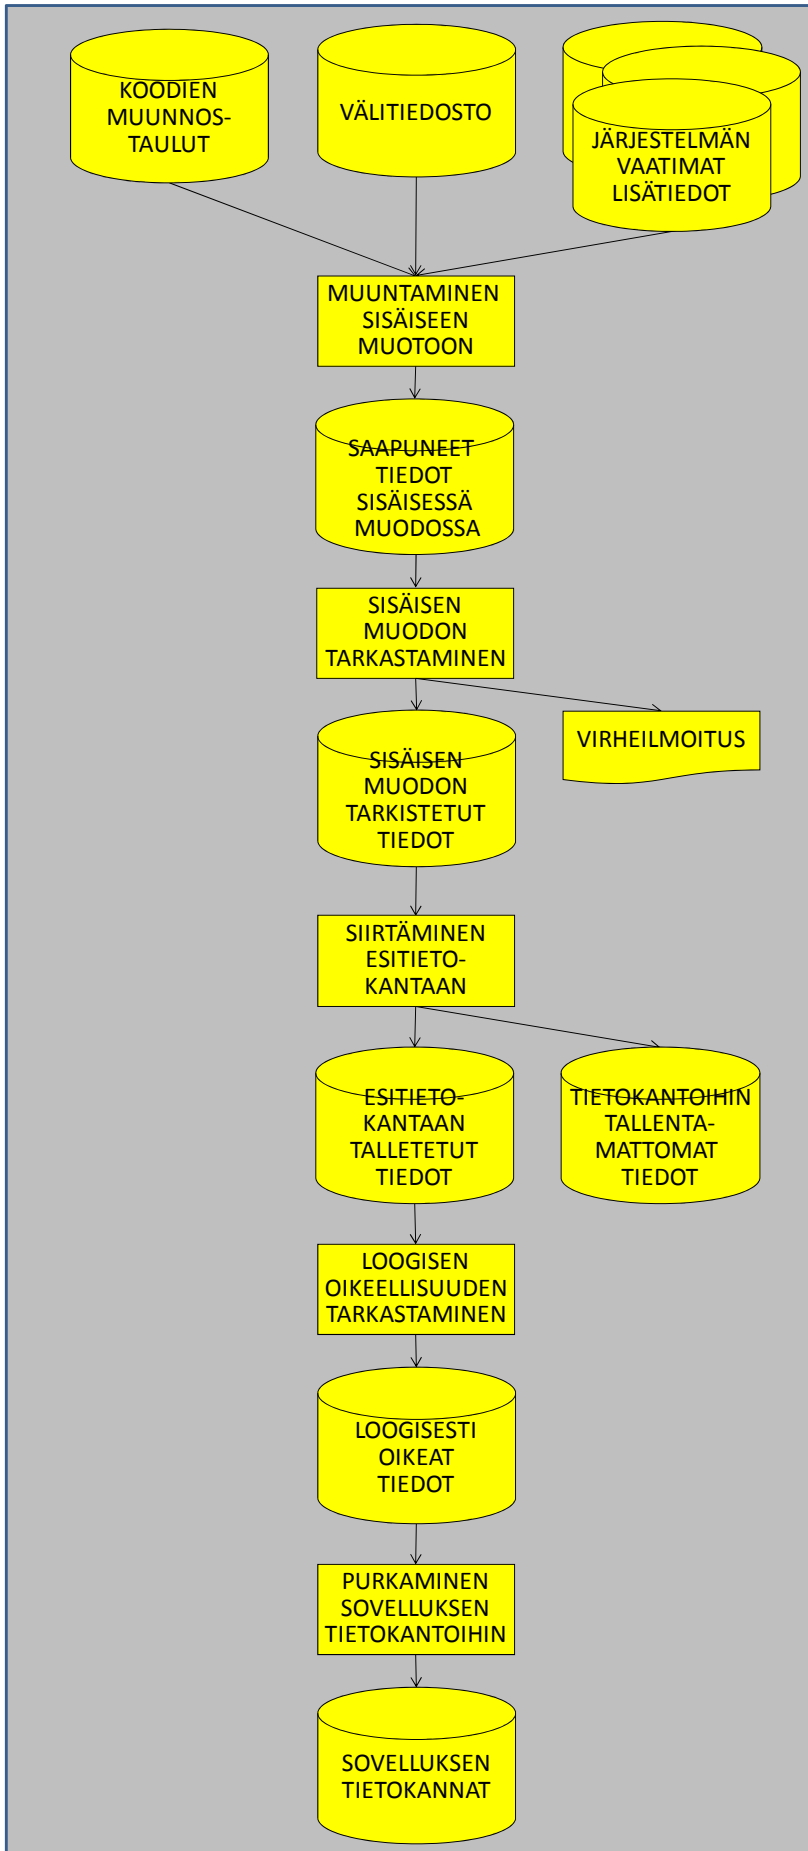 KOODIEN
MUUNNOS-
TAULUT
VÄLITIEDOSTO
JÄRJESTELMÄN
VAATIMAT
LISÄTIEDOT
MUUNTAMINEN
SISÄISEEN
MUOTOON
SAAPUNEET
TIEDOT
SISÄISESSÄ
MUODOSSA
SISÄISEN
MUODON
TARKASTAMINEN
VIRHEILMOITUS
SISÄISEN
MUODON
TARKISTETUT
TIEDOT
SIIRTÄMINEN
ESITIETO-
KANTAAN
ESITIETO-
KANTAAN
TALLETETUT
TIEDOT
TIETOKANTOIHIN
TALLENTA-
MATTOMAT
TIEDOT
LOOGISEN
OIKEELLISUUDEN
TARKASTAMINEN
LOOGISESTI
OIKEAT
TIEDOT
PURKAMINEN
SOVELLUKSEN
TIETOKANTOIHIN
SOVELLUKSEN
TIETOKANNAT